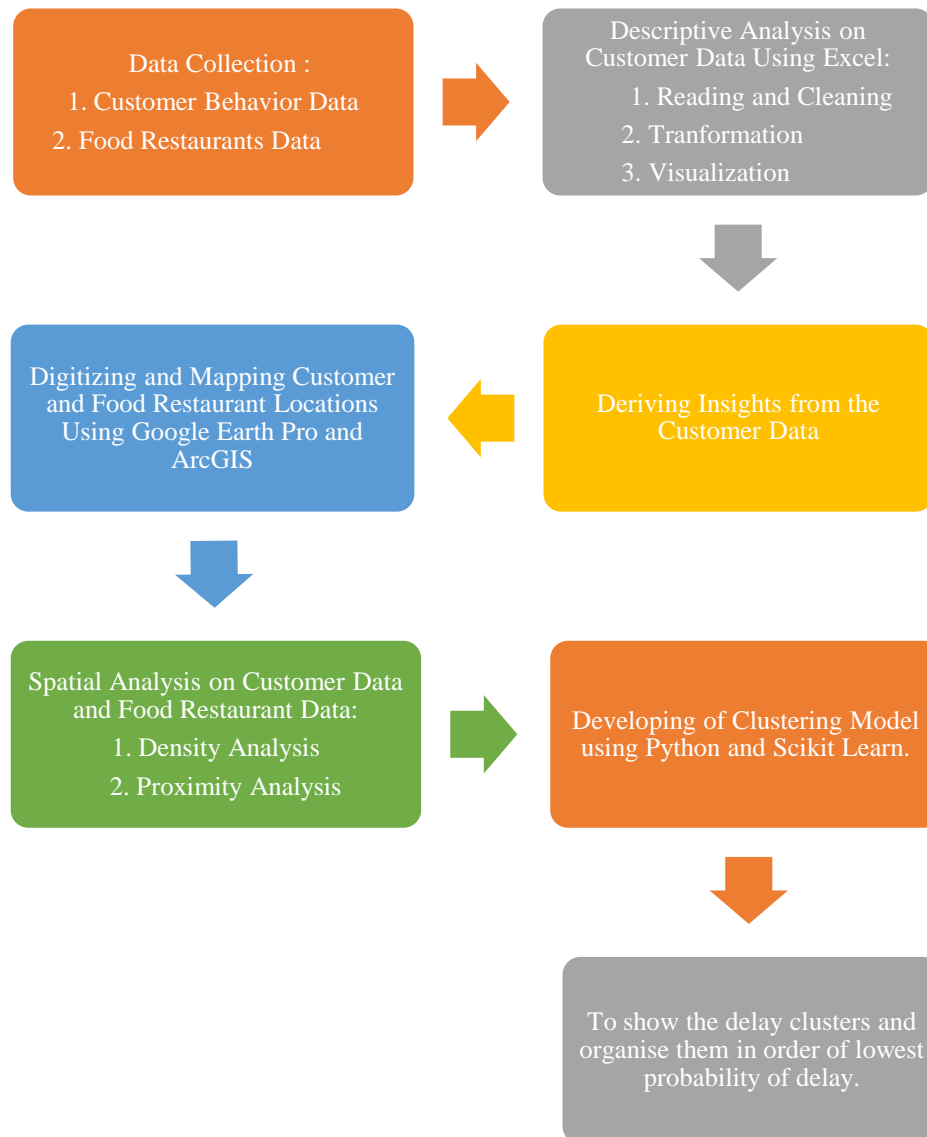 Data Collection :
1. Customer Behavior Data
2. Food Restaurants Data
Descriptive Analysis on
Customer Data Using Excel:
1. Reading and Cleaning
2. Tranformation
3. Visualization
Deriving Insights from the
Customer Data
Digitizing and Mapping Customer
and Food Restaurant Locations
Using Google Earth Pro and
ArcGIS
Spatial Analysis on Customer Data
and Food Restaurant Data:
1. Density Analysis
2. Proximity Analysis
Developing of Clustering Model
using Python and Scikit Learn.
To show the delay clusters and
organise them in order of lowest
probability of delay.